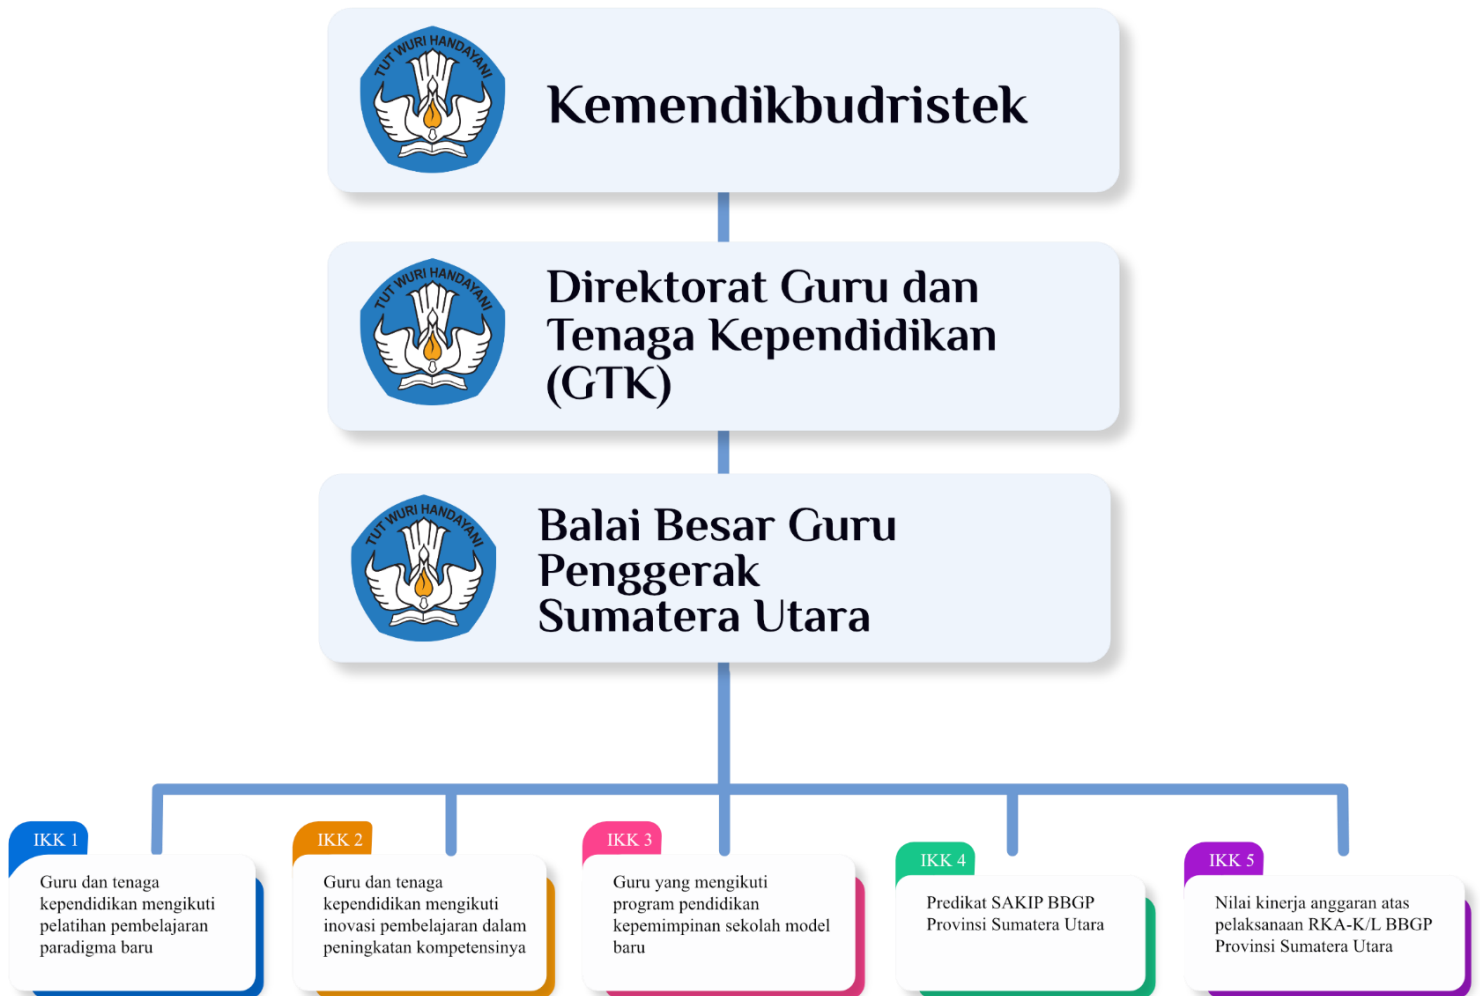 TUT WURI HANDAYANI
Kemendikbudristek
TUT WURI HANDAYANI
Direktorat Guru dan
Tenaga Kependidikan
(GTK)
TUT WURI HANDAYANI
Balai Besar Guru
Penggerak
Sumatera Utara
IKK 1
Guru dan tenaga
kependidikan mengikuti
pelatihan pembelajaran
paradigma baru
IKK 2
Guru dan tenaga
kependidikan mengikuti
inovasi pembelajaran dalam
peningkatan kompetensinya
IKK 3
Guru yang mengikuti
program pendidikan
kepemimpinan sekolah model
baru
IKK 4
Predikat SAKIP BBGP
Provinsi Sumatera Utara
IKK 5
Nilai kinerja anggaran atas
pelaksanaan RKA-K/L BBGP
Provinsi Sumatera Utara